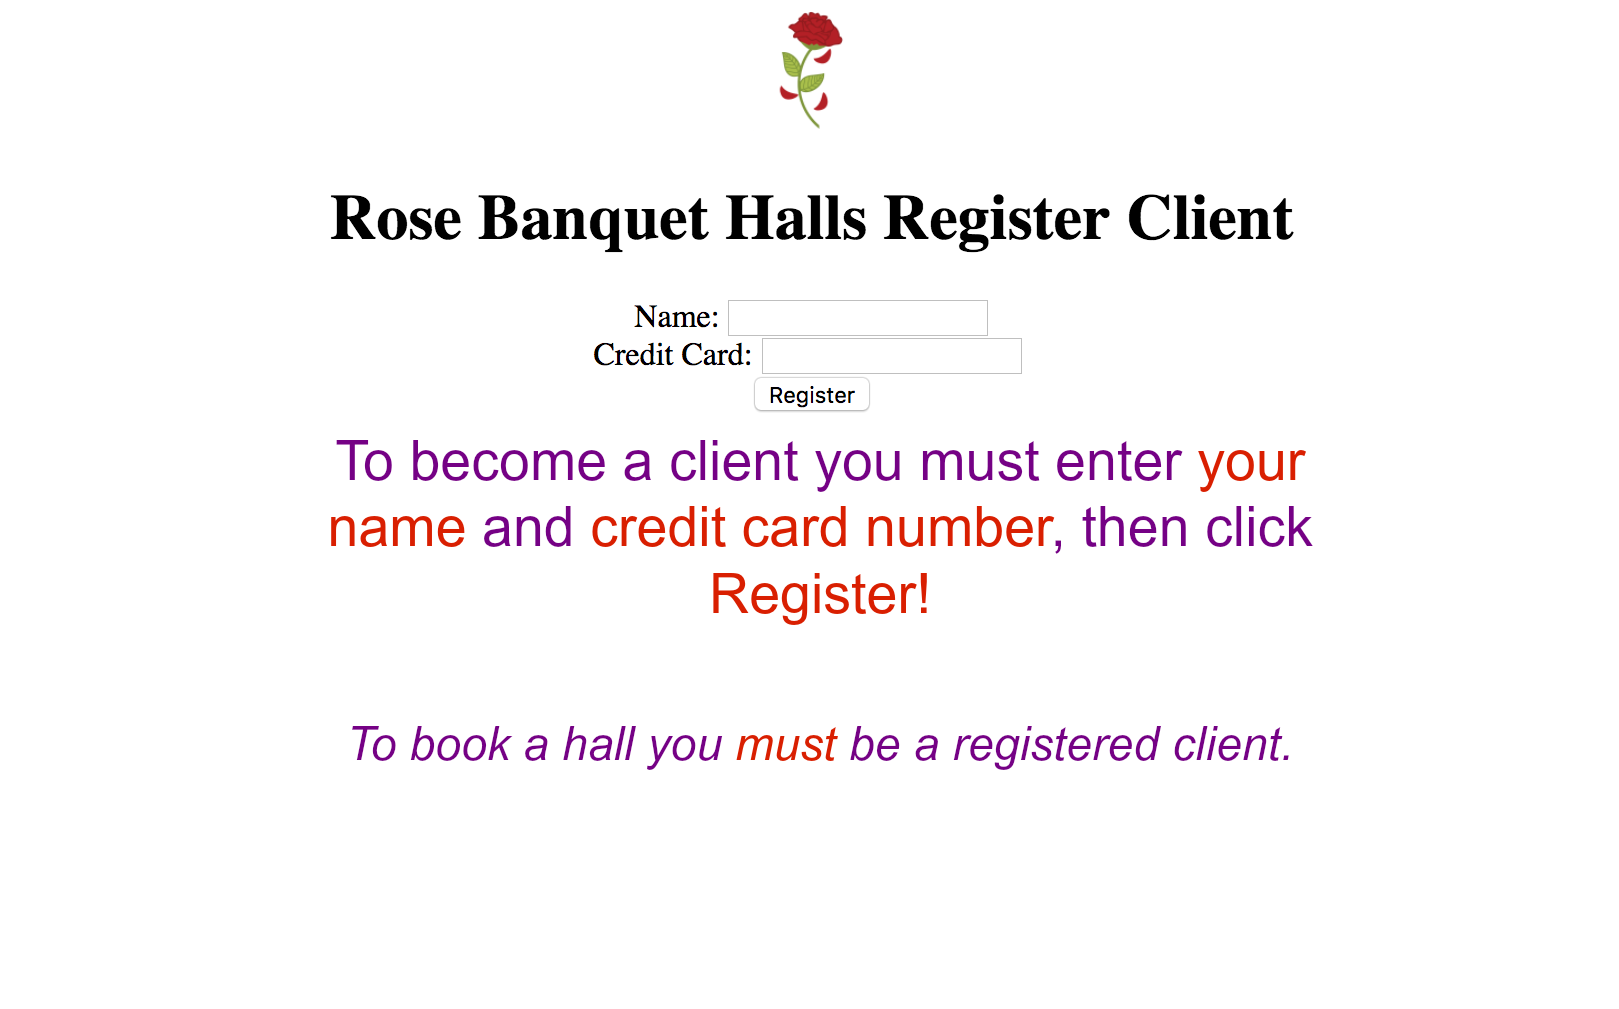 Rose Banquet Halls Register Client
Name:
Credit Card:
Register
To become a client you must enter your
name and credit card number, then click
Register!
To book a hall you must be a registered client.